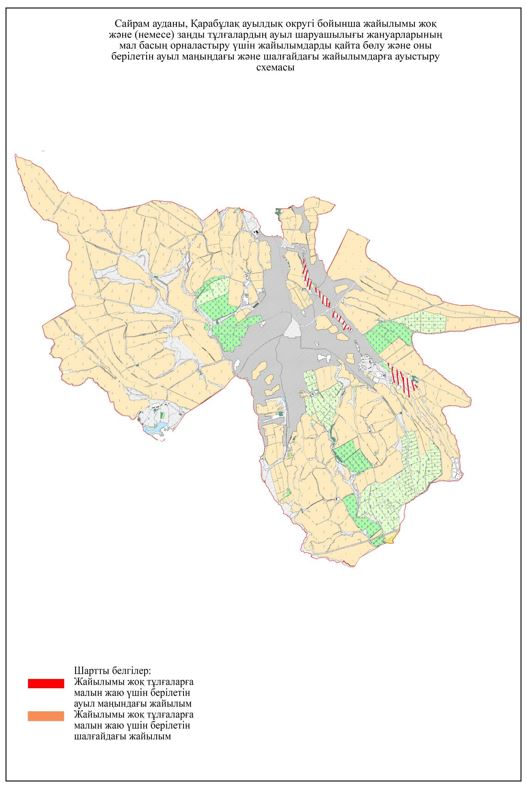 Сайрам ауданы, Қарабұлақ ауылдық округі бойынша жайылымы жоқ
және (немесе) заңды тұлғалардың ауыл шаруашылығы жануарларының
мал басын орналастыру үшін жайылымдарды қайта бөлу және оны
берілетін ауыл маңындағы және шалғайдағы жайылымдарға ауыстыру
схемасы
Шартты белгілер:
Жайылымы жоқ тұлғаларға
малын жаю үшін берілетін
ауыл маңындағы жайылым
Жайылымы жоқ тұлғаларға
малын жаю үшін берілетін
шалғайдағы жайылым